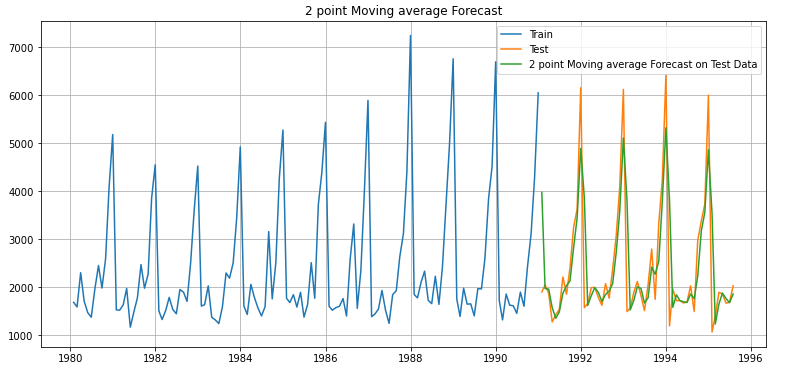 2 point Moving average Forecast
Train
Test
2 point Moving average Forecast on Test Data
7000
6000
5000
4000
3000
2000
1000
1980 1982 1984 1986 1988 1990 1992 1994 1996